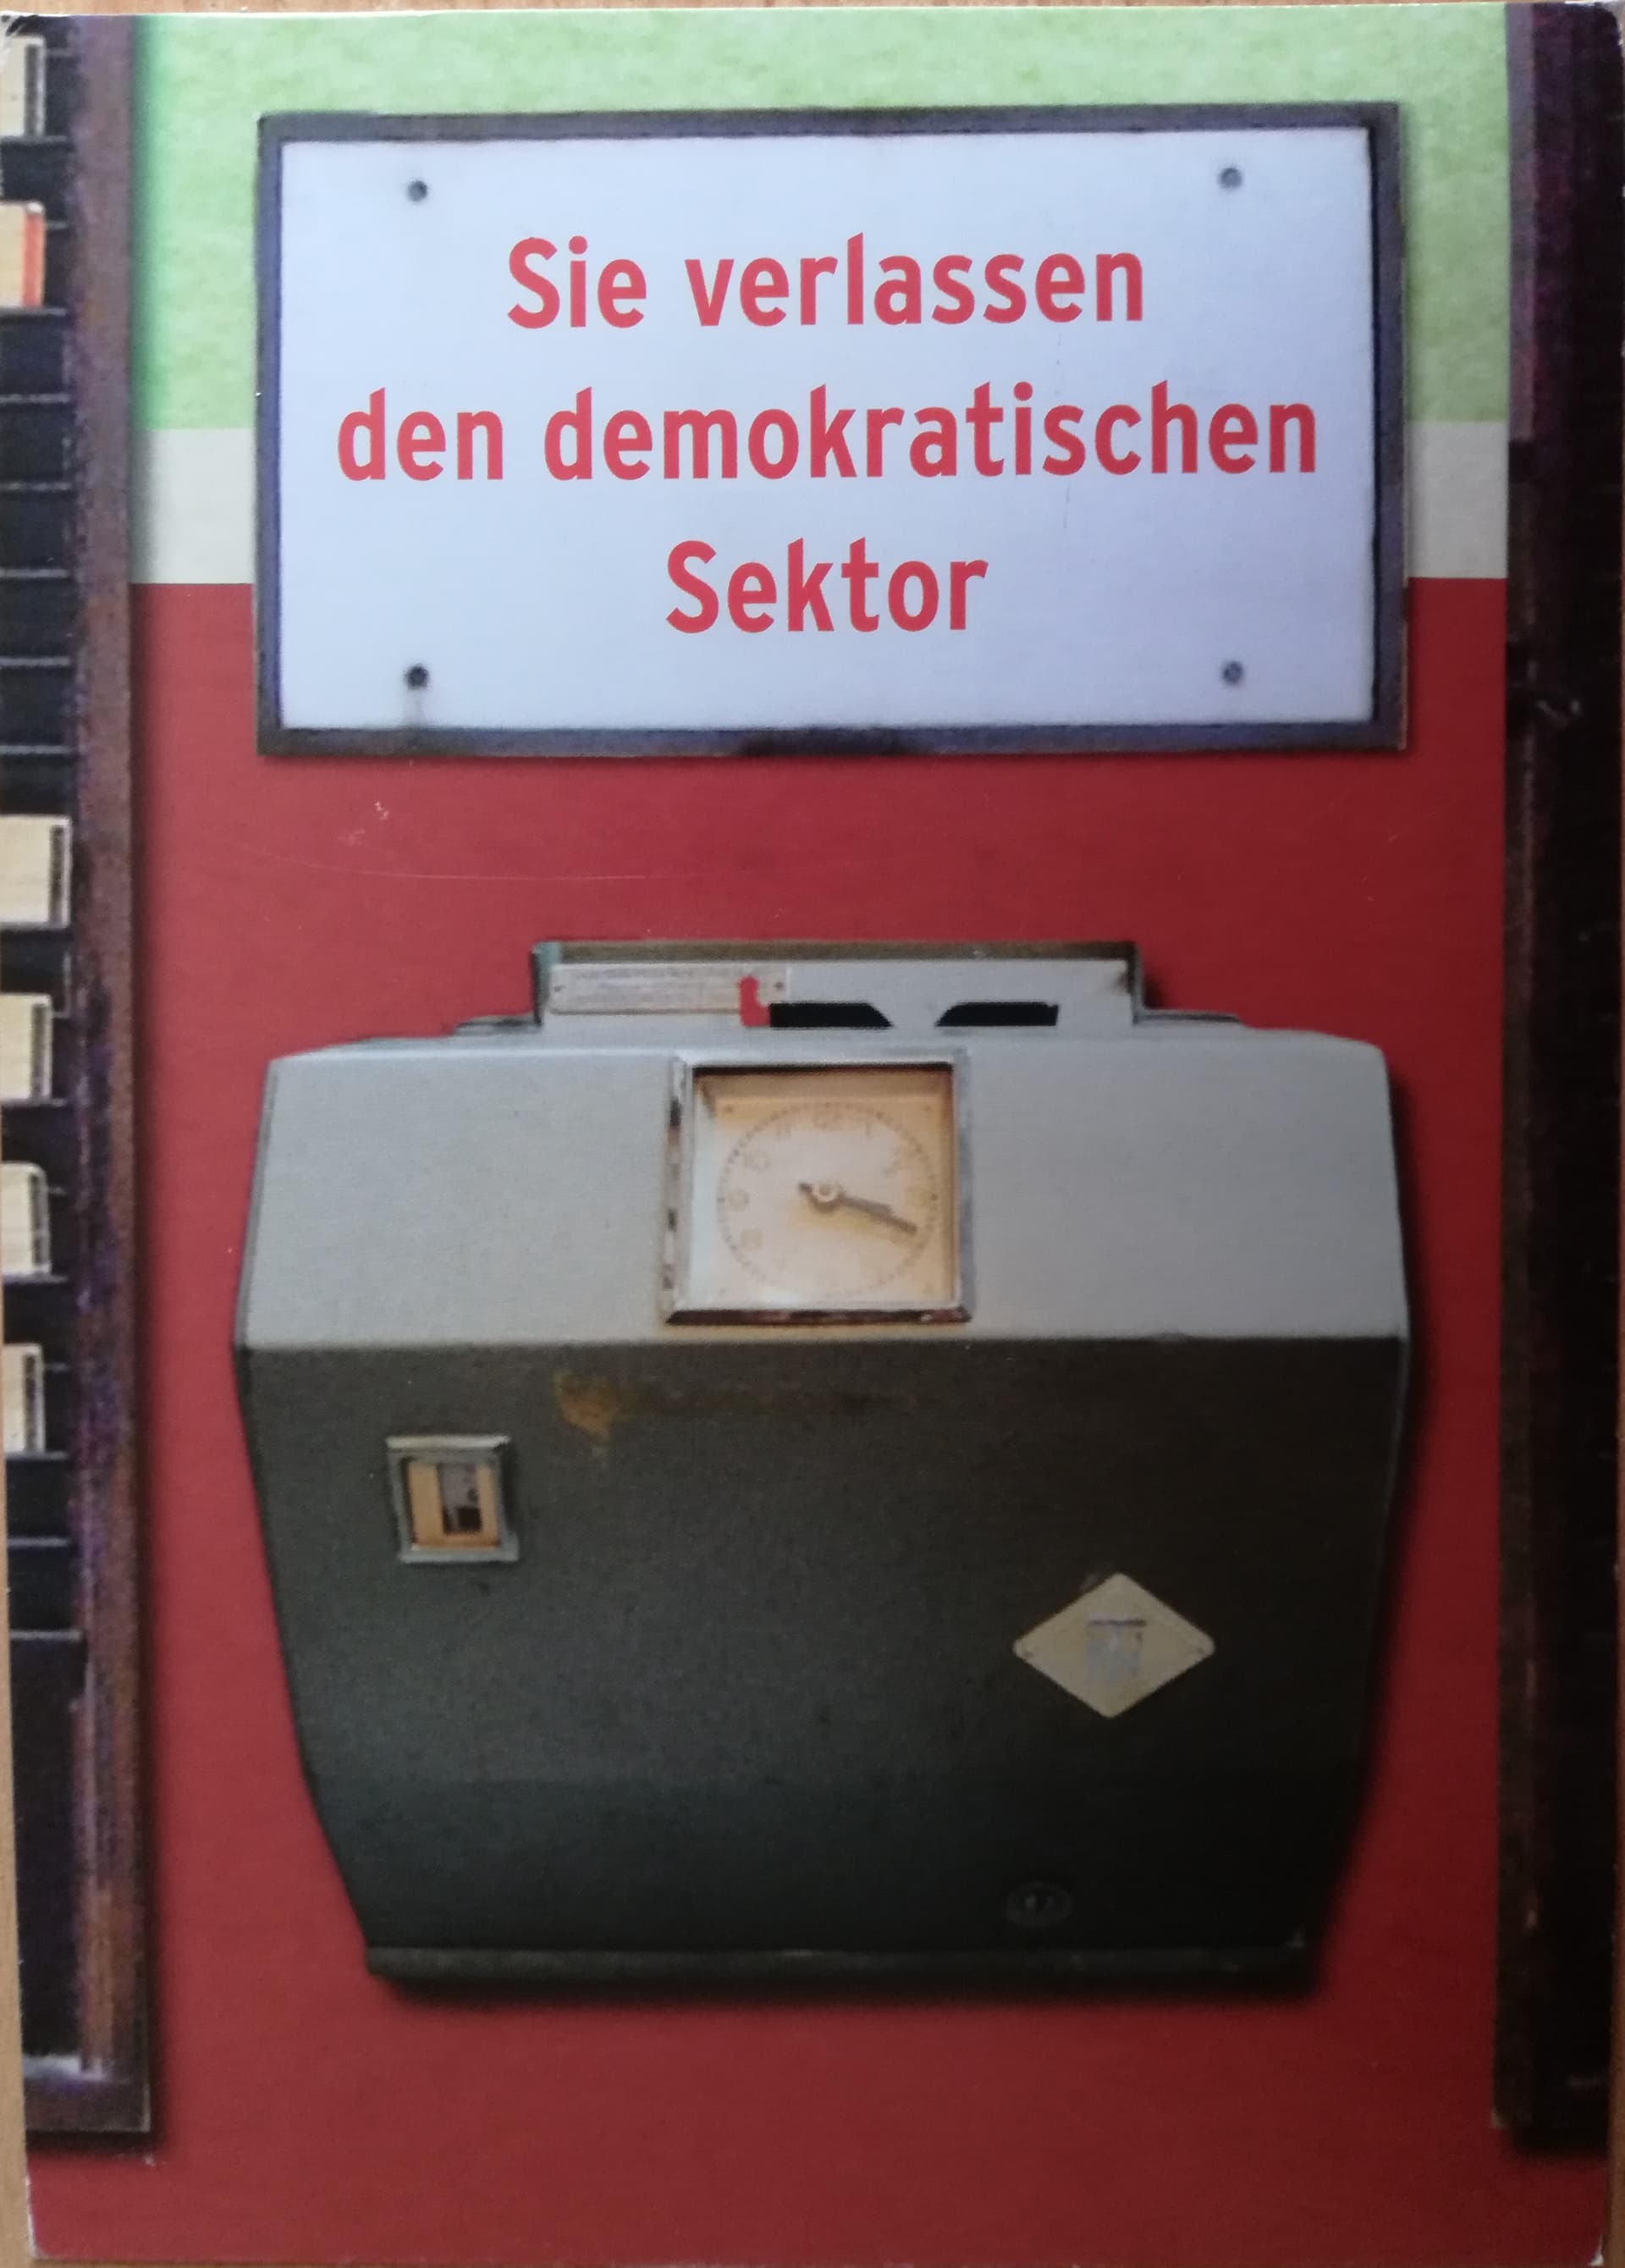 Sie verlassen
den demokratischen
Sektor